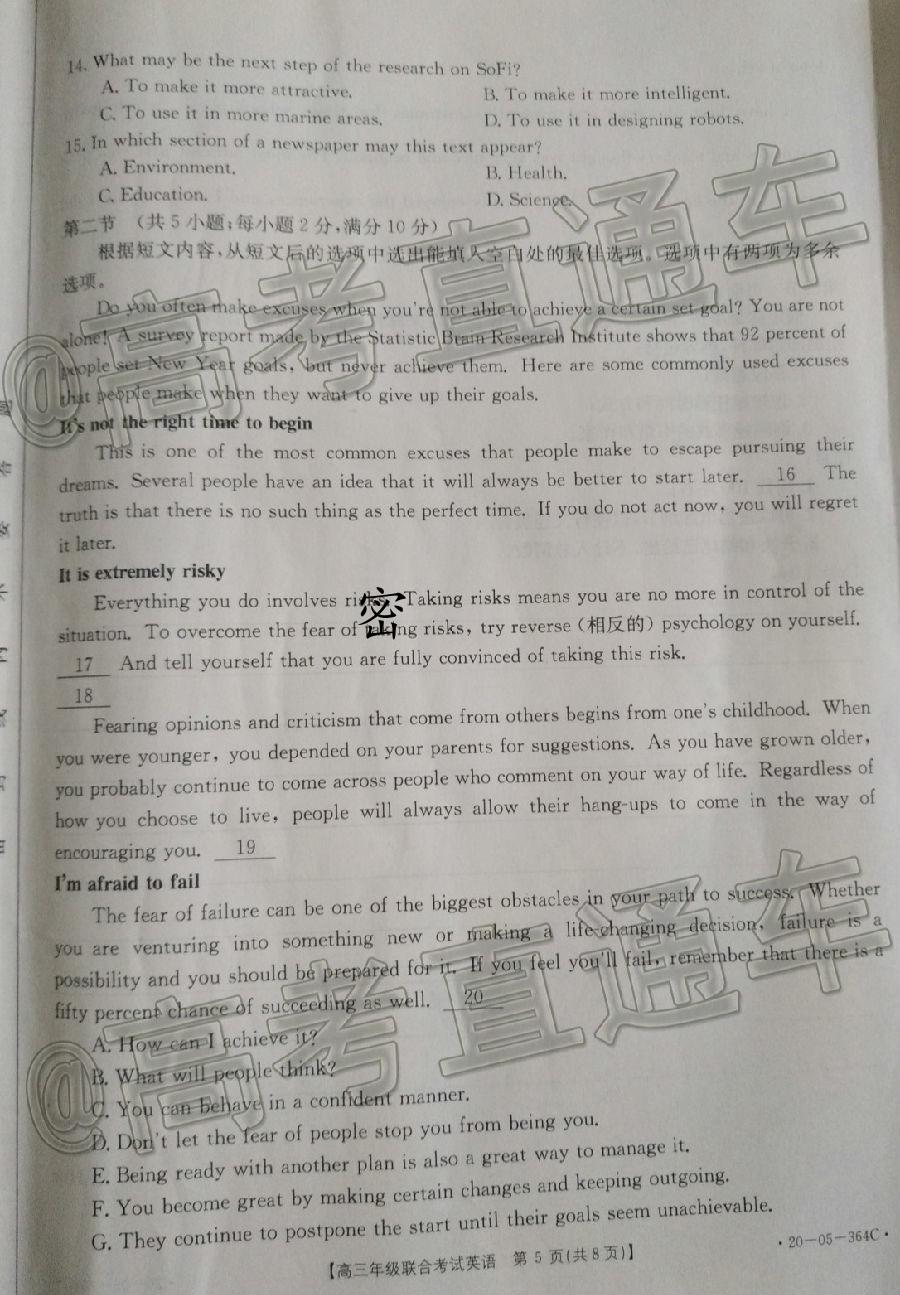 14. What may be the next step of the research on SoFi?
A. To make it more attractive. B. To make it more intelligent.
C. To use it in more marine areas. D. To use it in designing robots.
15. In which section of a newspaper may this text appear?
A. Environment. B. Health.
C. Education. D. Science.
第二节 (共5小题;每小题2分,满分10分)
根据短文内容,从短文后的选项中选出能填入空白处的最佳选项。选项中有两项为多余
选项。
Do you often make excuses when you're not able to achieve a certain set goal? You are not
alone! A survey report made by the Statistic Brain Research Institute shows that 92 percent of
people set New Year goals, but never achieve them. Here are some commonly used excuses
that people make when they want to give up their goals.
It's not the right time to begin
This is one of the most common excuses that people make to escape pursuing their
dreams. Several people have an idea that it will always be better to start later. 16 The
truth is that there is no such thing as the perfect time. If you do not act now, you will regret
it later.
It is extremely risky
Everything you do involves risks. Taking risks means you are no more in control of the
situation. To overcome the fear of taking risks, try reverse (相反的) psychology on yourself.
17 And tell yourself that you are fully convinced of taking this risk.
18
Fearing opinions and criticism that come from others begins from one's childhood. When
you were younger, you depended on your parents for suggestions. As you have grown older,
you probably continue to come across people who comment on your way of life. Regardless of
how you choose to live, people will always allow their hang-ups to come in the way of
encouraging you. 19
I'm afraid to fail
The fear of failure can be one of the biggest obstacles in your path to success. Whether
you are venturing into something new or making a life-changing decision, failure is a
possibility and you should be prepared for it. If you feel you'll fail, remember that there is a
fifty percent chance of succeeding as well. 20
A. How can I achieve it?
B. What will people think?
C. You can behave in a confident manner.
D. Don't let the fear of people stop you from being you.
E. Being ready with another plan is also a great way to manage it.
F. You become great by making certain changes and keeping outgoing.
G. They continue to postpone the start until their goals seem unachievable.
【高三年级联合考试英语 第5页(共8页)】
·20-05-364C·
密
@高考直通车
@高考直通车